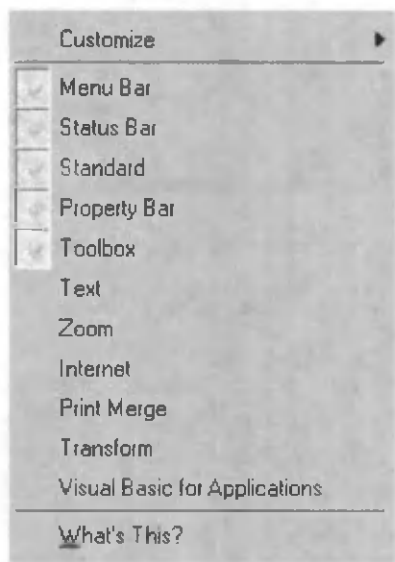 Customize
Menu Bar
Status Bar
Standard
Property Bar
Toolbox
Text
Zoom
Internet
Print Merge
Transform
Visual Basic for Applications
What's This?